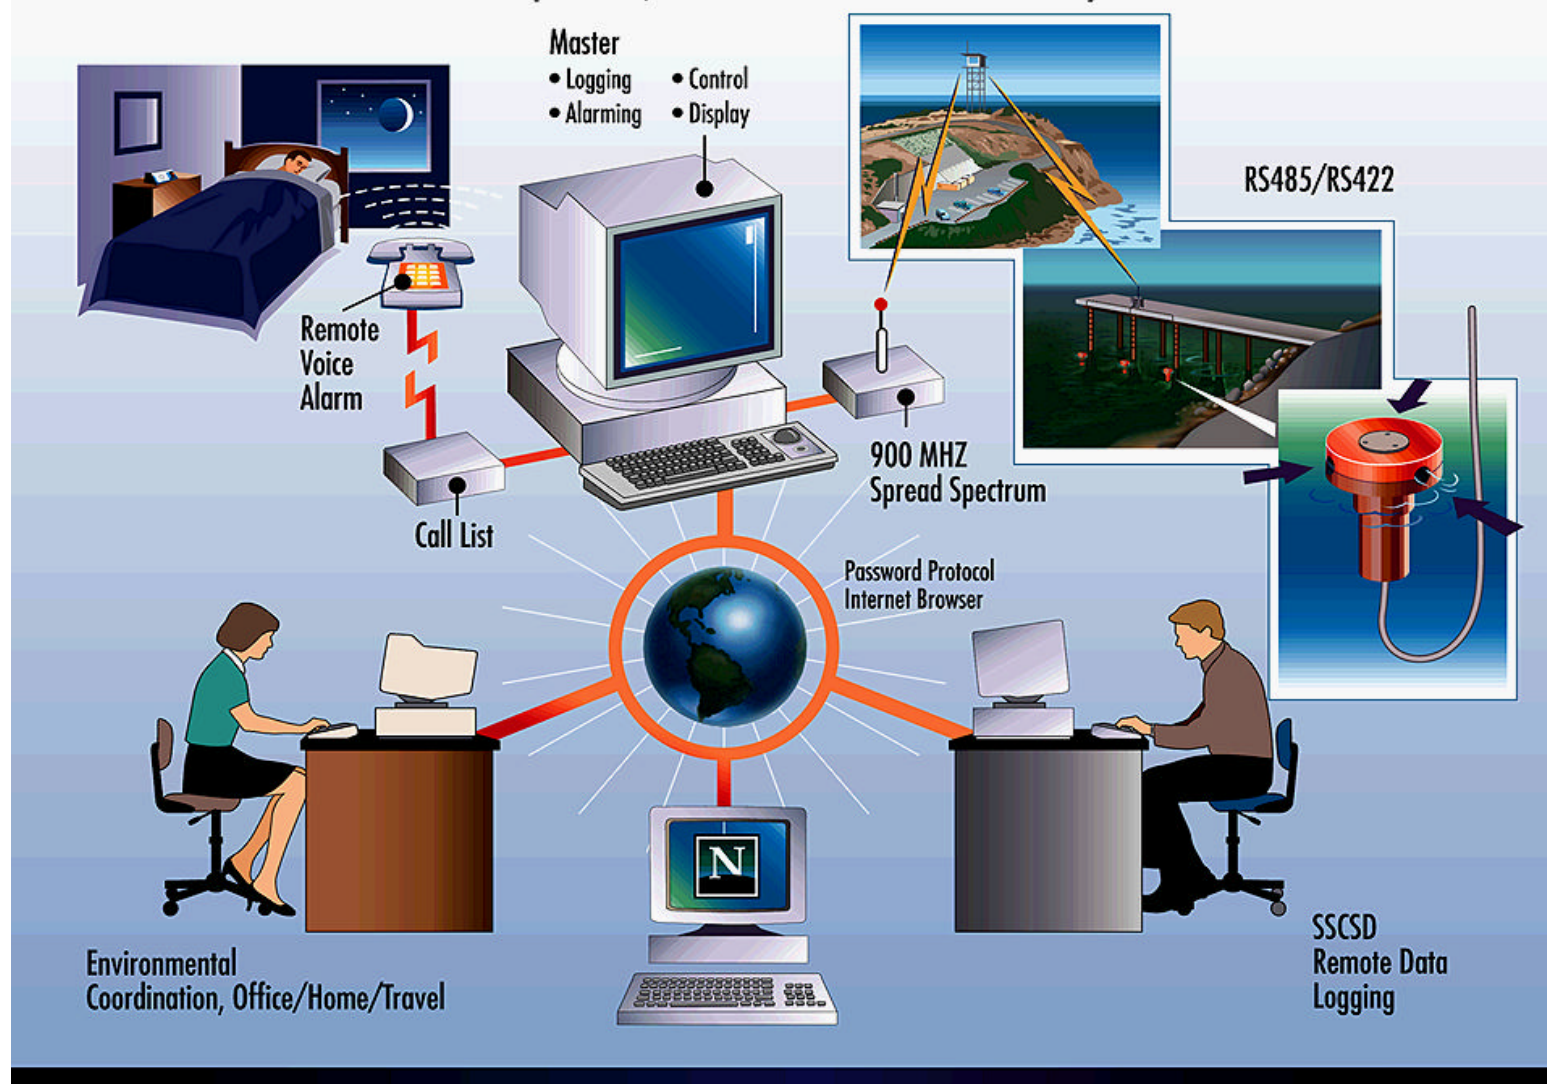 Master
• Logging • Control
• Alarming • Display
RS485/RS422
Remote
Voice
Alarm
900 MHZ
Spread Spectrum
Call List
Password Protocol
Internet Browser
N
Environmental
Coordination, Office/Home/Travel
SSCSD
Remote Data
Logging